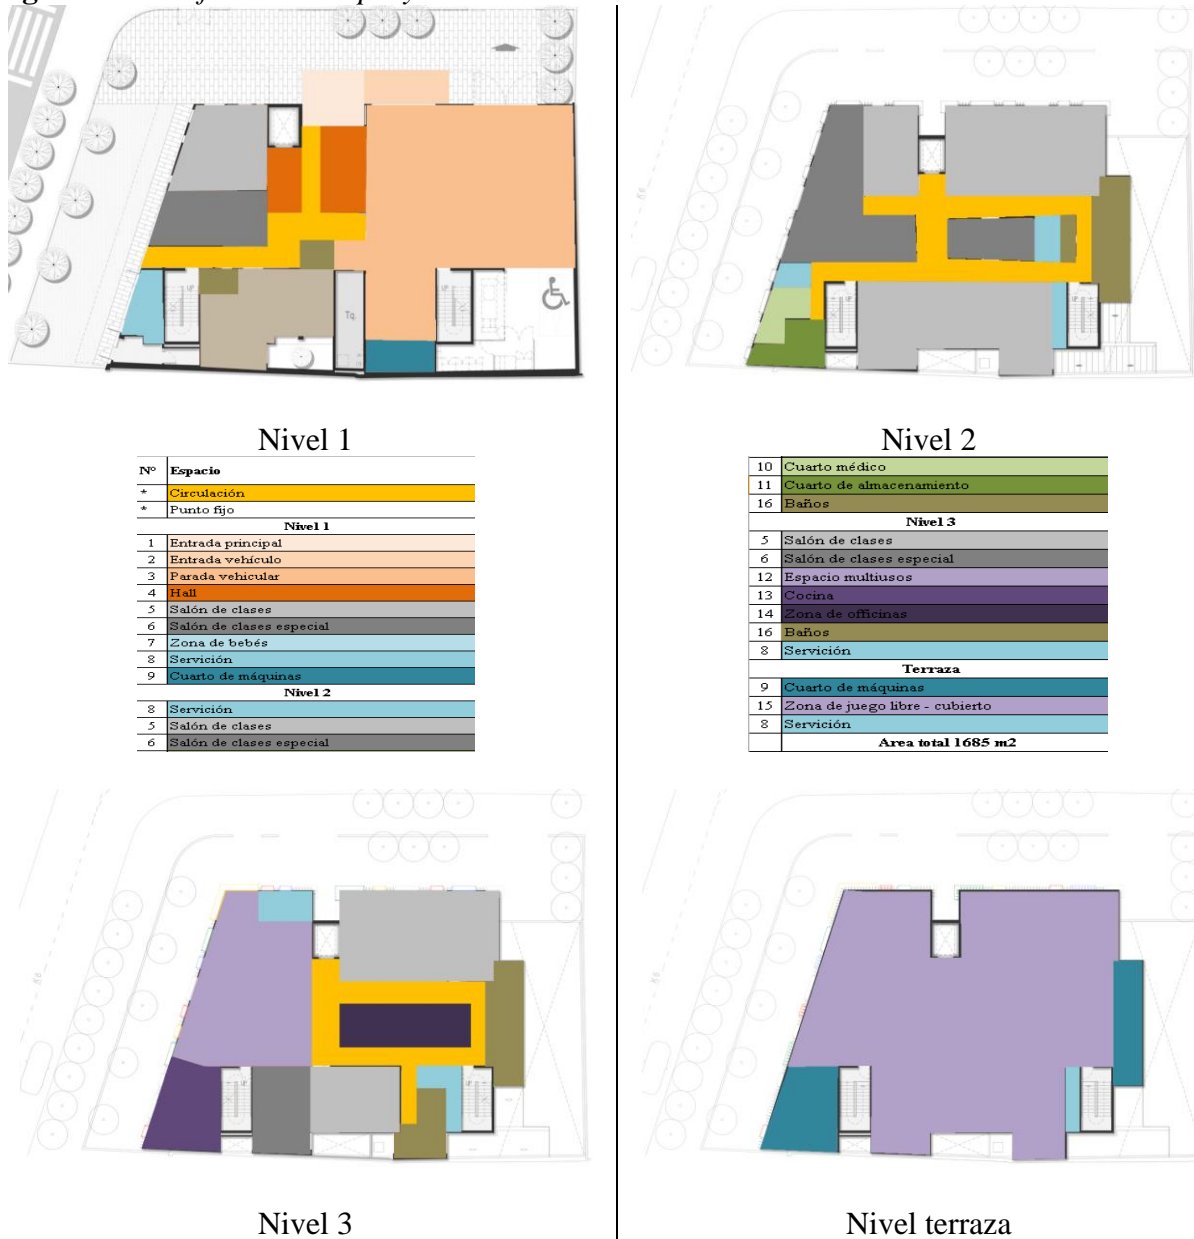 Tq.
Nivel 1
Nivel 2
N° Espacio
* Circulación
* Punto fijo
Nivel 1
1 Entrada principal
2 Entrada vehículo
3 Parada vehicular
4 Hall
5 Salón de clases
6 Salón de clases especial
7 Zona de bebés
8 Servición
9 Cuarto de máquinas
Nivel 2
8 Servición
5 Salón de clases
6 Salón de clases especial
10 Cuarto médico
11 Cuarto de almacenamiento
16 Baños
Nivel 3
5 Salón de clases
6 Salón de clases especial
12 Espacio multiusos
13 Cocina
14 Zona de officinas
16 Baños
8 Servición
Terraza
9 Cuarto de máquinas
15 Zona de juego libre - cubierto
8 Servición
Area total 1685 m2
Nivel 3
Nivel terraza